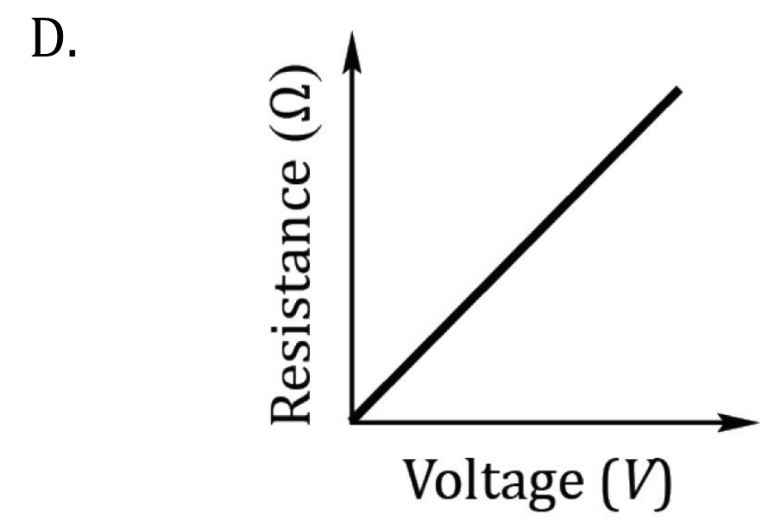 D.
Resistance (Ω)
Voltage (V)